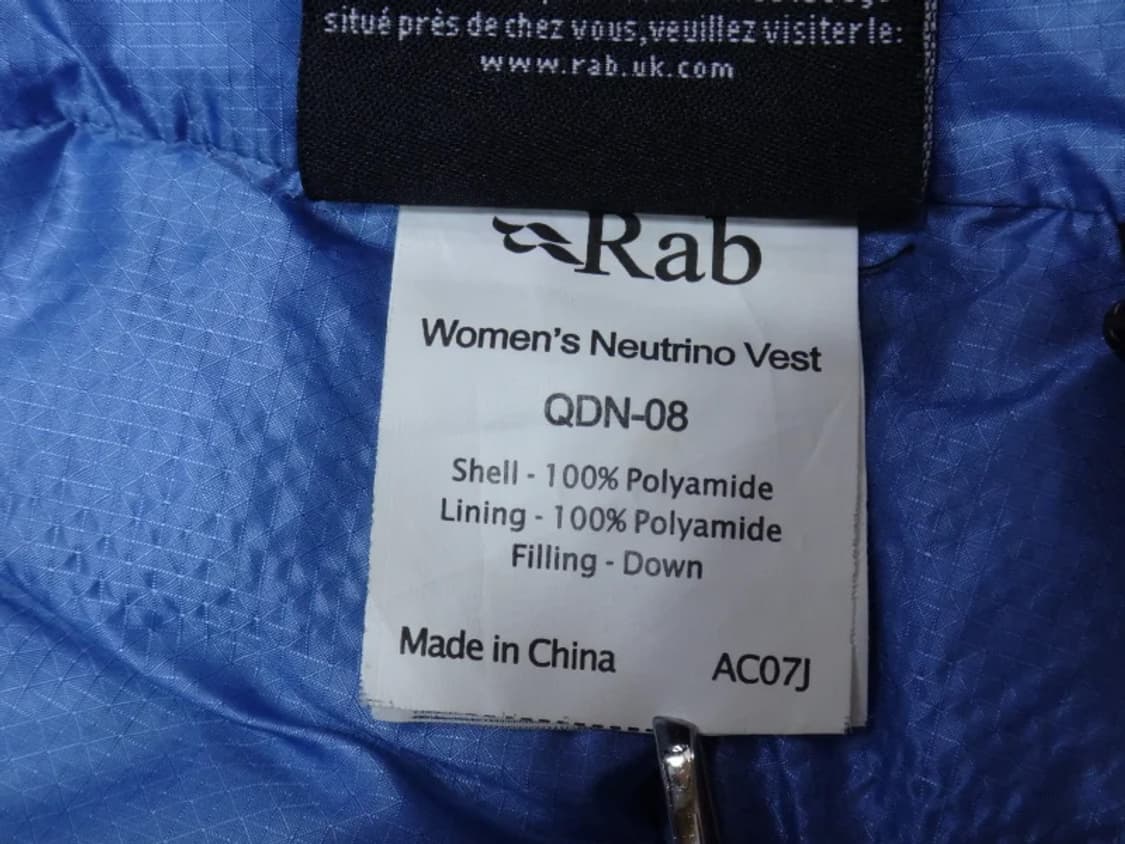 situé près de chez vous, veuillez visiter le:
www.rab.uk.com
Rab
Women's Neutrino Vest
QDN-08
Shell - 100% Polyamide
Lining - 100% Polyamide
Filling - Down
Made in China AC07J